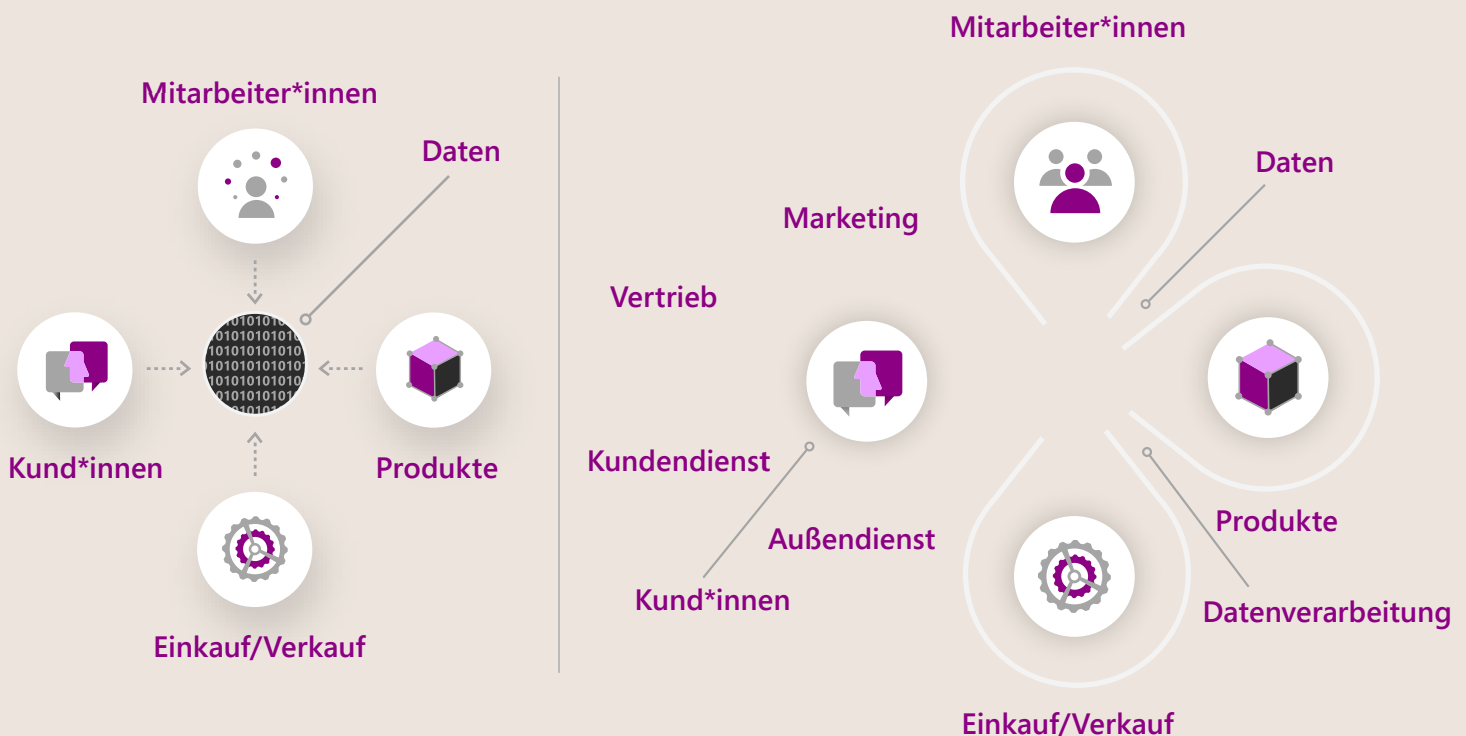 Mitarbeiter*innen
Daten
Kund*innen
Produkte
Einkauf/Verkauf
Mitarbeiter*innen
Daten
Marketing
Vertrieb
Kundendienst
Außendienst
Kund*innen
Produkte
Datenverarbeitung
Einkauf/Verkauf